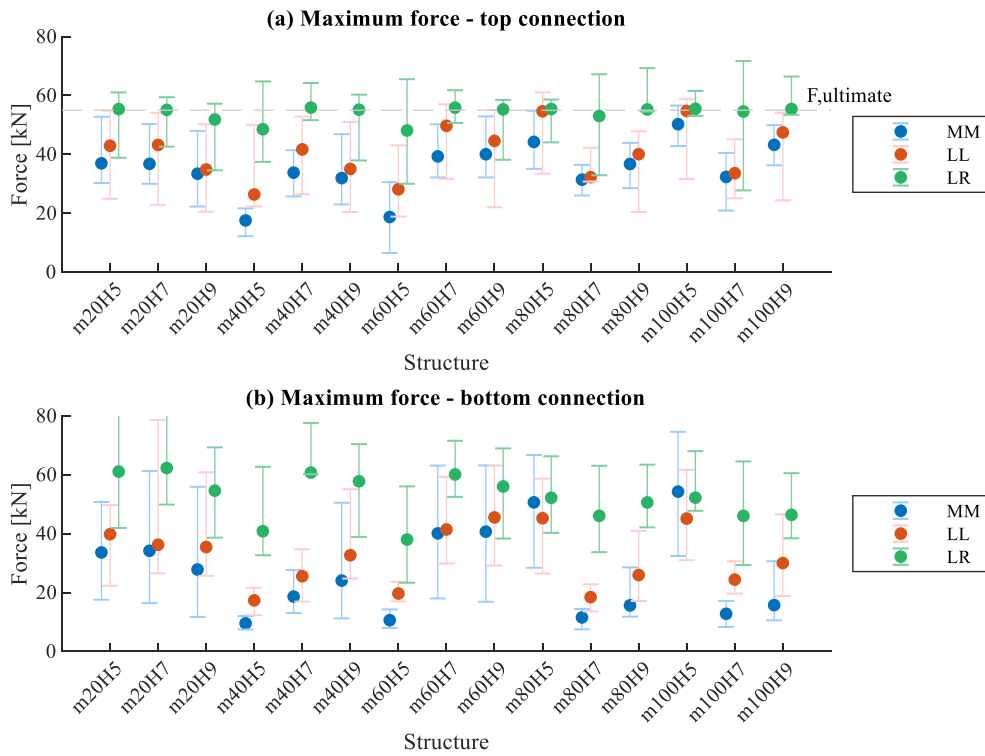 (a) Maximum force - top connection
80
60
40
20
0
Force [kN]
F,ultimate
MM
LL
LR
m20H5
m20H7
m20H9
m40H5
m40H7
m40H9
m60H5
m60H7
m60H9
m80H5
m80H7
m80H9
m100H5
m100H7
m100H9
Structure
(b) Maximum force - bottom connection
80
60
40
20
0
Force [kN]
MM
LL
LR
m20H5
m20H7
m20H9
m40H5
m40H7
m40H9
m60H5
m60H7
m60H9
m80H5
m80H7
m80H9
m100H5
m100H7
m100H9
Structure